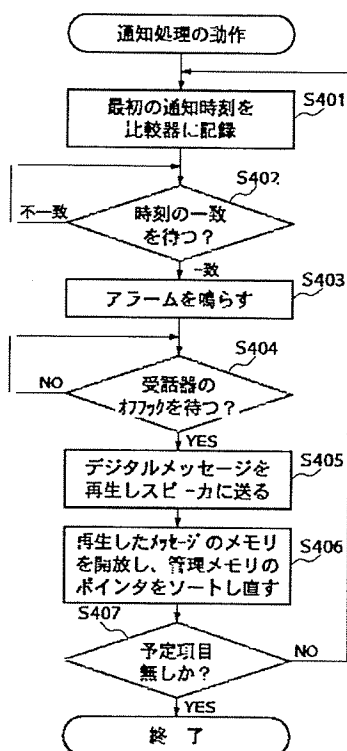 通知処理の動作
S401
最初の通知時刻を
比較器に記録
S402
不一致
時刻の一致
を待つ？
一致
S403
アラームを鳴らす
S404
NO
受話器の
オフフックを待つ？
YES
S405
デジタルメッセージを
再生しスピーカに送る
S406
再生したメッセージのメモリ
を開放し、管理メモリの
ポインタをソートし直す
S407
予定項目
無しか？
NO
YES
終了